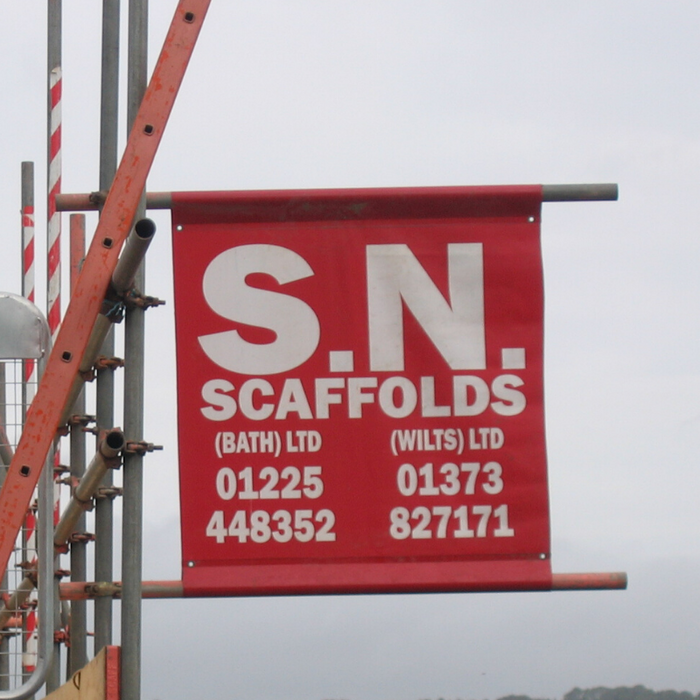 S.N.
SCAFFOLDS
(BATH) LTD (WILTS) LTD
01225 01373
448352 827171